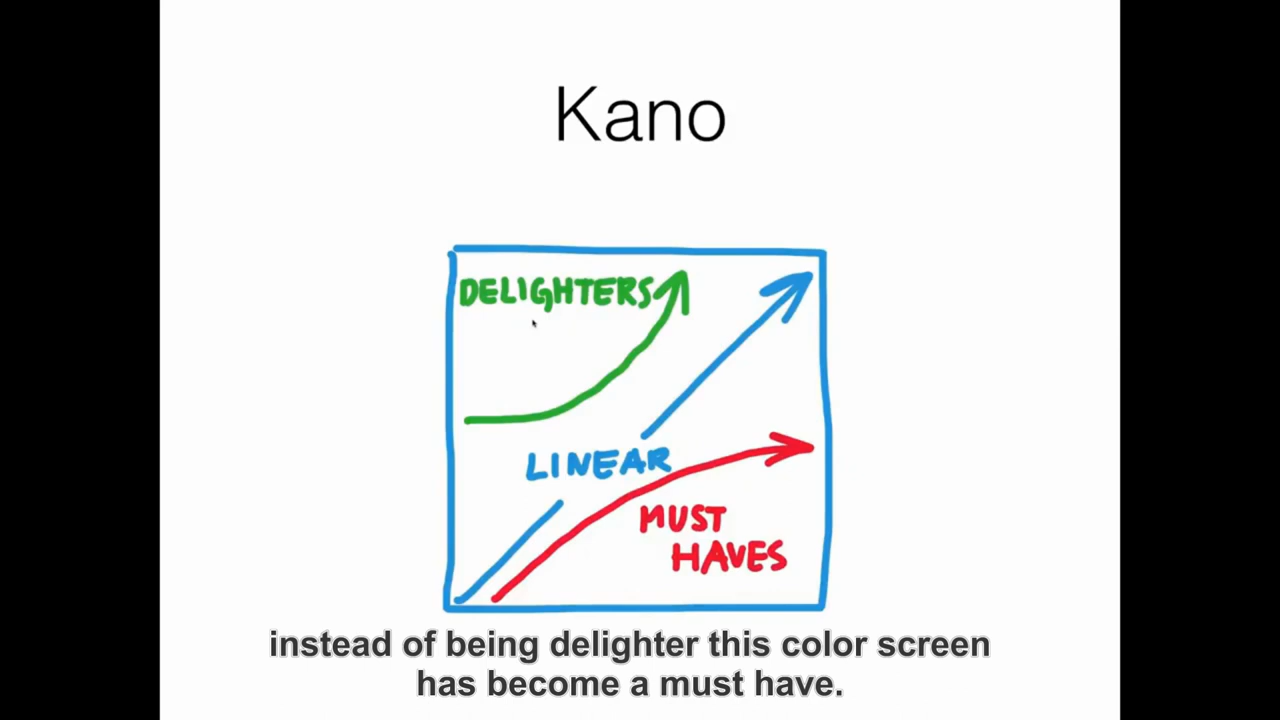 Kano
DELIGHTERS
LINEAR
MUST
HAVES
instead of being delighter this color screen
has become a must have.